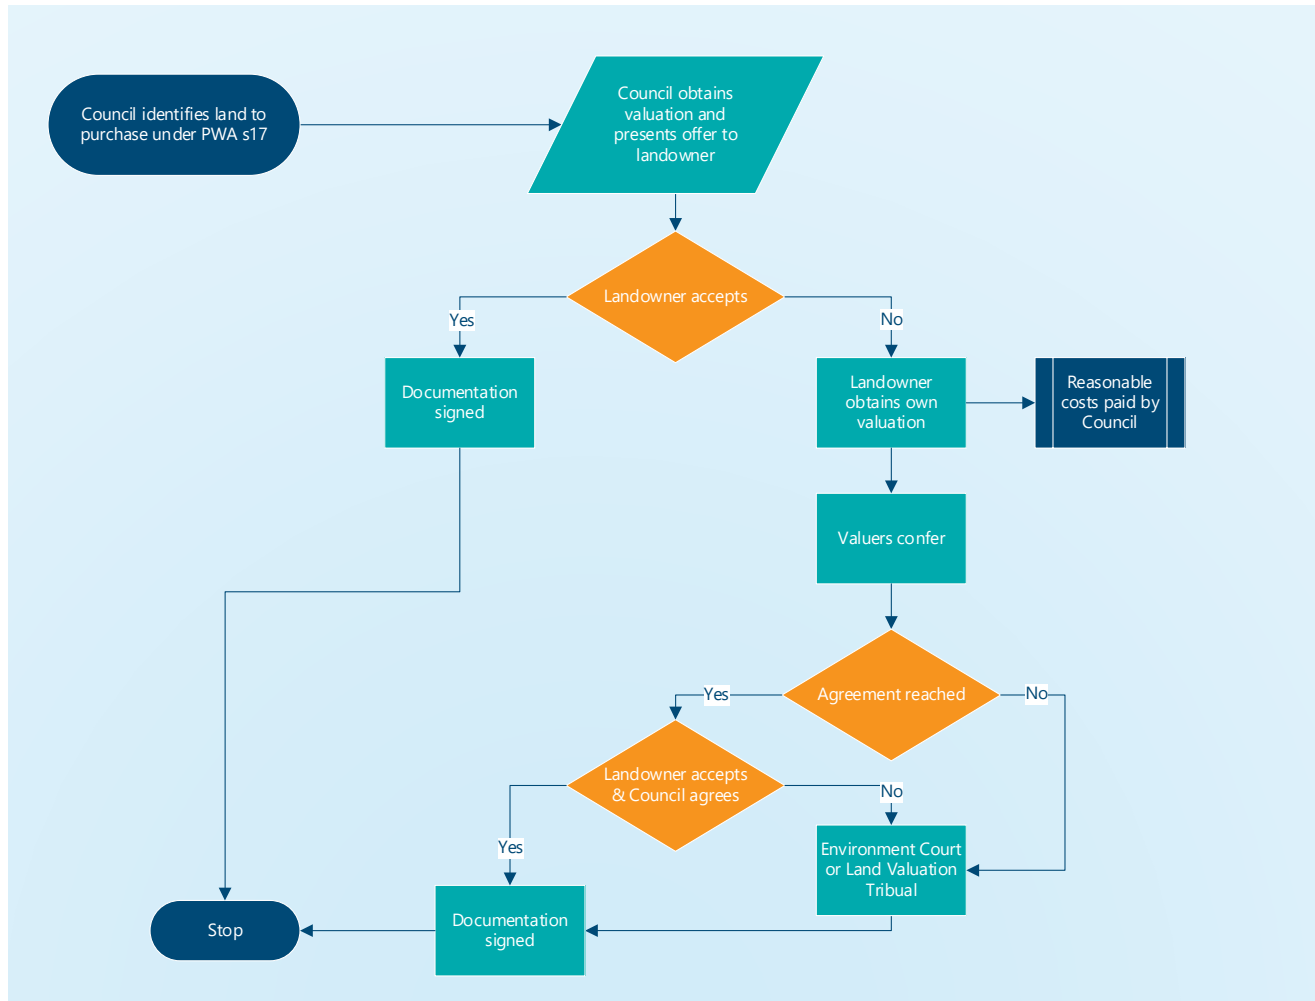 Council identifies land to
purchase under PWA s17
Council obtains
valuation and
presents offer to
landowner
Landowner accepts
Yes
No
Documentation
signed
Landowner
obtains own
valuation
Reasonable
costs paid by
Council
Valuers confer
Agreement reached
Yes
No
Landowner accepts
& Council agrees
No
Yes
Environment Court
or Land Valuation
Tribual
Documentation
signed
Stop